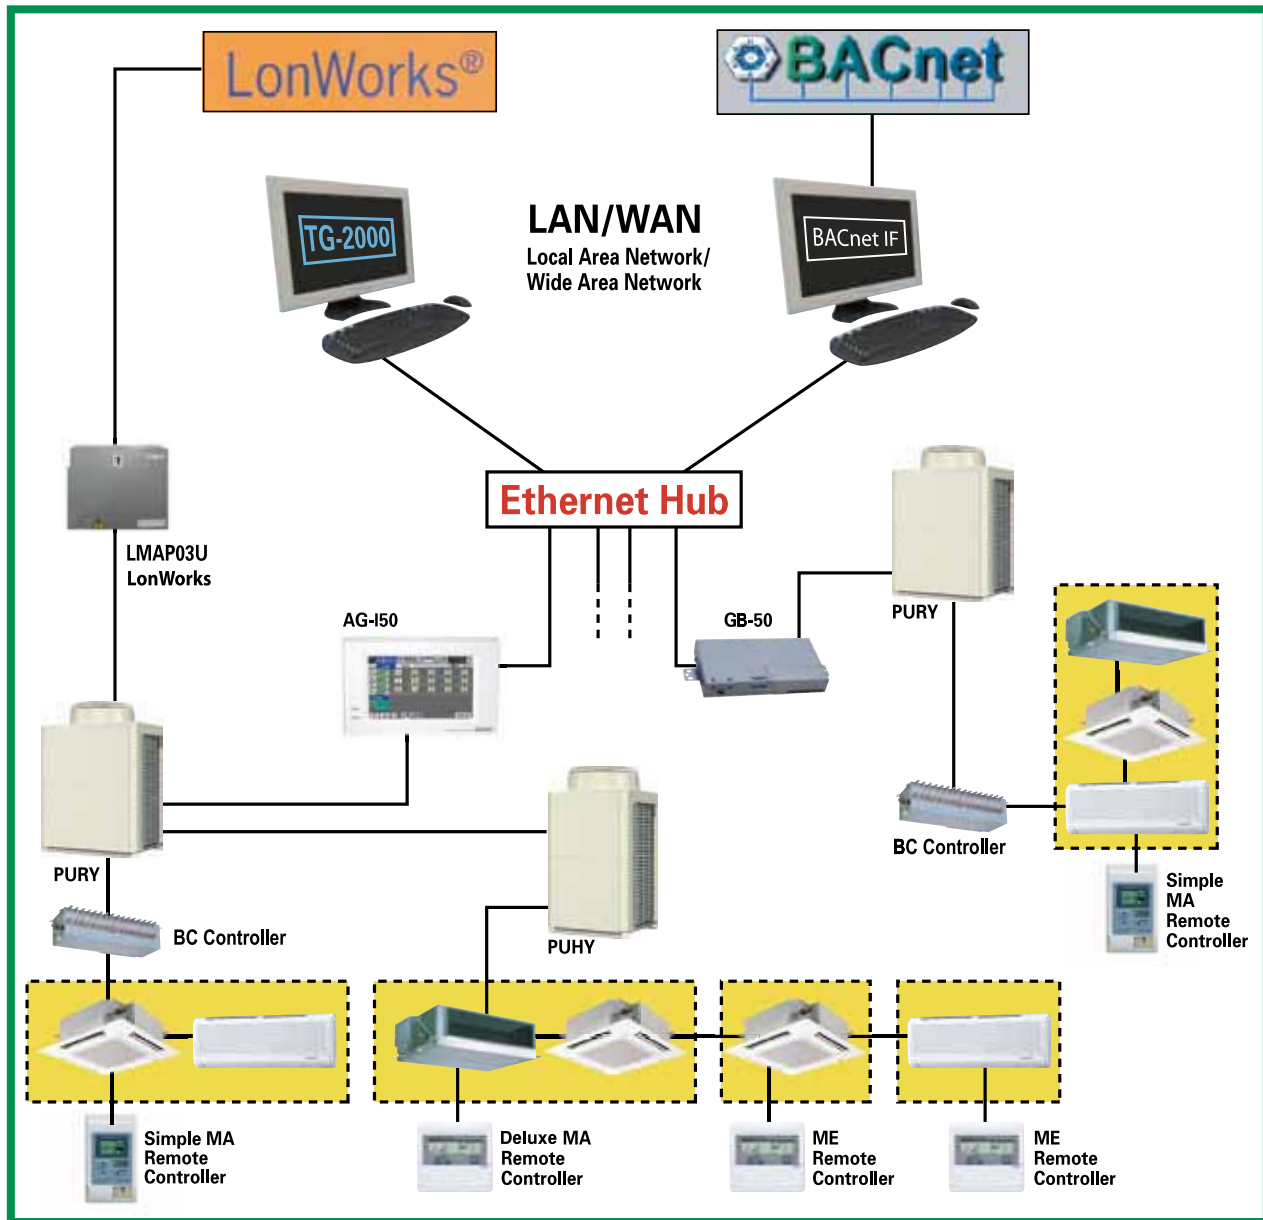 LonWorks®
BACnet
TG-2000
LAN/WAN
Local Area Network/
Wide Area Network
BACnet IF
Ethernet Hub
LMAP03U
LonWorks
AG-I50
GB-50
PURY
PURY
BC Controller
PUHY
BC Controller
Simple
MA
Remote
Controller
Simple MA
Remote
Controller
Deluxe MA
Remote
Controller
ME
Remote
Controller
ME
Remote
Controller